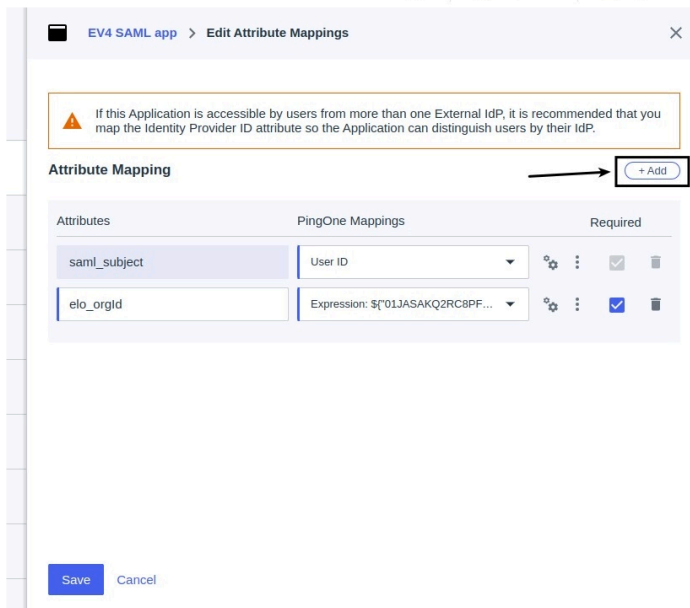 EV4 SAML app > Edit Attribute Mappings
If this Application is accessible by users from more than one External IdP, it is recommended that you
map the Identity Provider ID attribute so the Application can distinguish users by their IdP.
Attribute Mapping
+ Add
Attributes PingOne Mappings Required
saml_subject User ID
elo_orgId Expression: ${"01JASAKQ2RC8PF...
Save Cancel